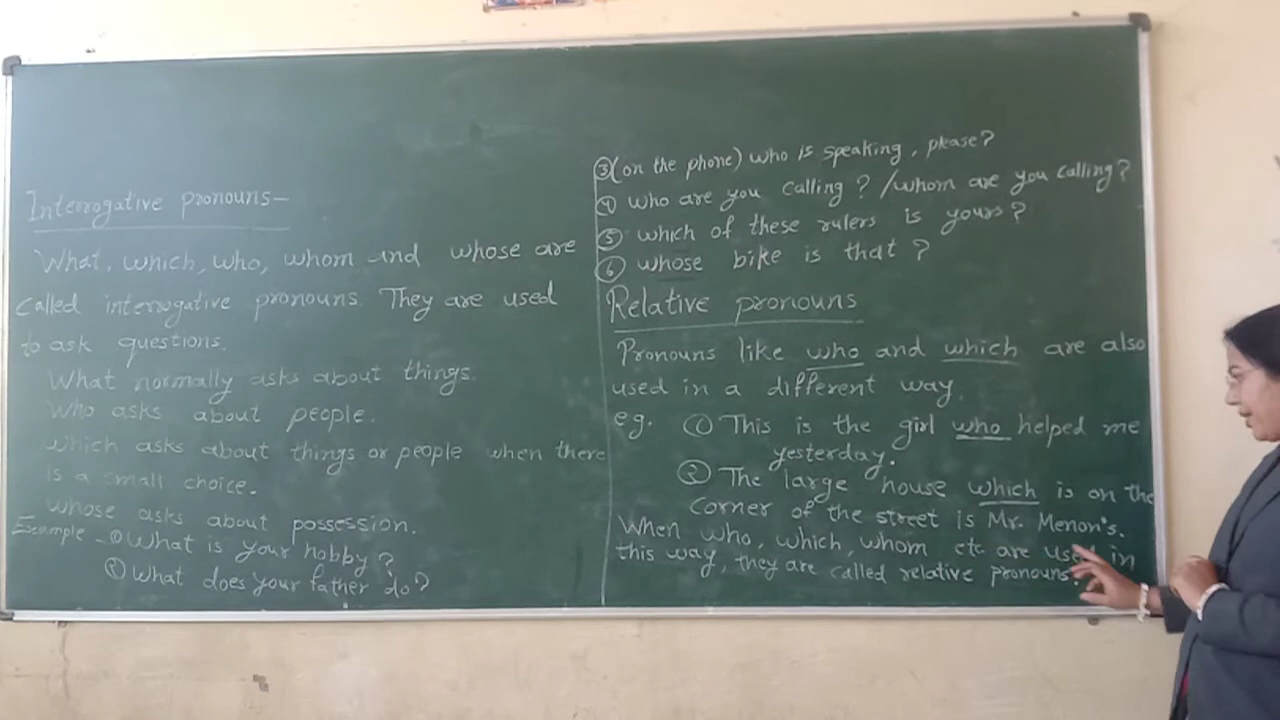 Interrogative pronouns-
What, which, who, whom and whose are
called interrogative pronouns. They are used
to ask questions.
What normally asks about things.
Who asks about people.
which asks about things or people when there
is a small choice.
whose asks about possession.
Example - ① What is your hobby?
② What does your father do?
③ (on the phone) who is speaking, please?
④ who are you calling? / whom are you calling?
⑤ which of these rulers is yours?
⑥ whose bike is that?
Relative pronouns
Pronouns like who and which are also
used in a different way.
eg. ① This is the girl who helped me
yesterday.
② The large house which is on the
corner of the street is Mr. Menon's.
When who, which, whom etc. are used in
this way, they are called relative pronouns.